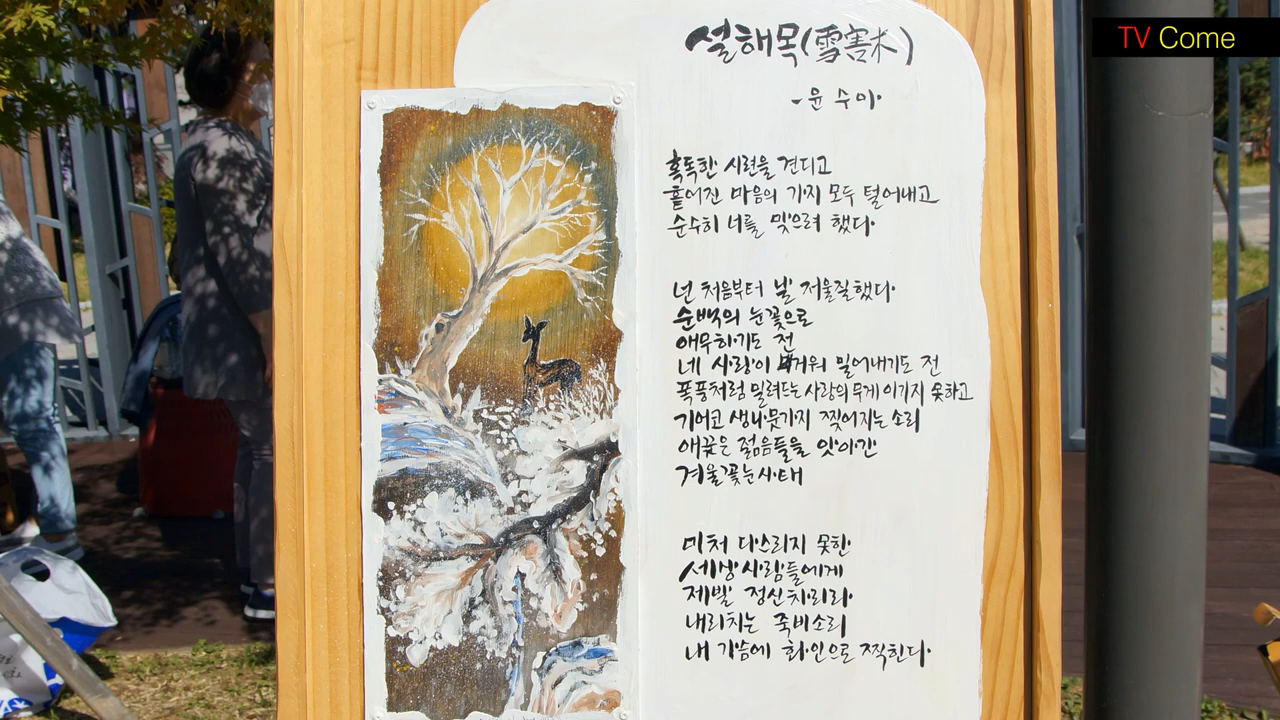 TV Come
설해목(雪害木)
- 윤 수 아.
혹독한 시련을 견디고
흩어진 마음의 가지 모두 털어내고
순수히 너를 맞으려 했다.
넌 처음부터 날 저울질했다.
순백의 눈꽃으로
애무하기도 전
네 사랑이 버거워 밀어내기도 전
폭풍처럼 밀려드는 사랑의 무게 이기지 못하고
기어코 생나뭇가지 찢어지는 소리
애꿎은 젊음들을 앗아간
겨울꽃눈사태
미처 다스리지 못한
세상 사람들에게
제발 정신차리라
내리치는 죽비소리
내 가슴에 화인으로 찍힌다.